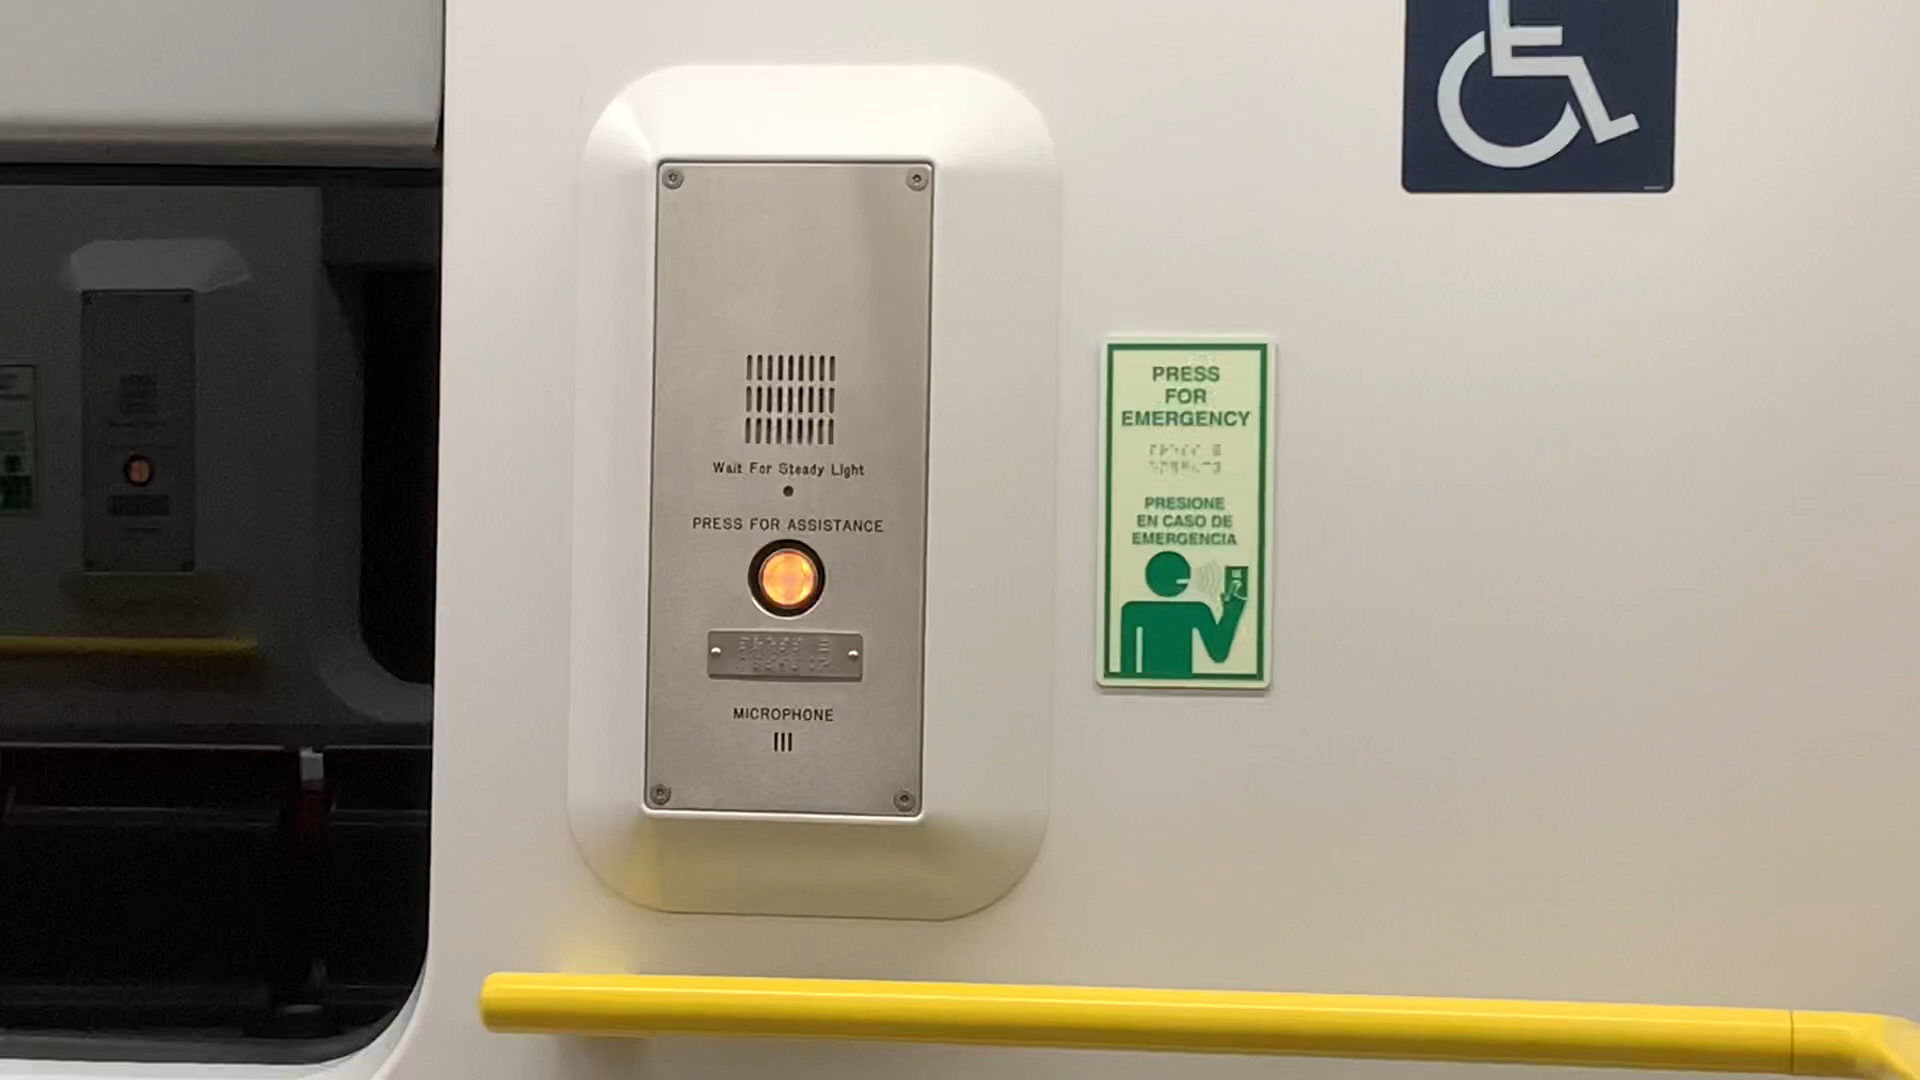 Wait For Steady Light
PRESS FOR ASSISTANCE
MICROPHONE
PRESS
FOR
EMERGENCY
PRESIONE
EN CASO DE
EMERGENCIA